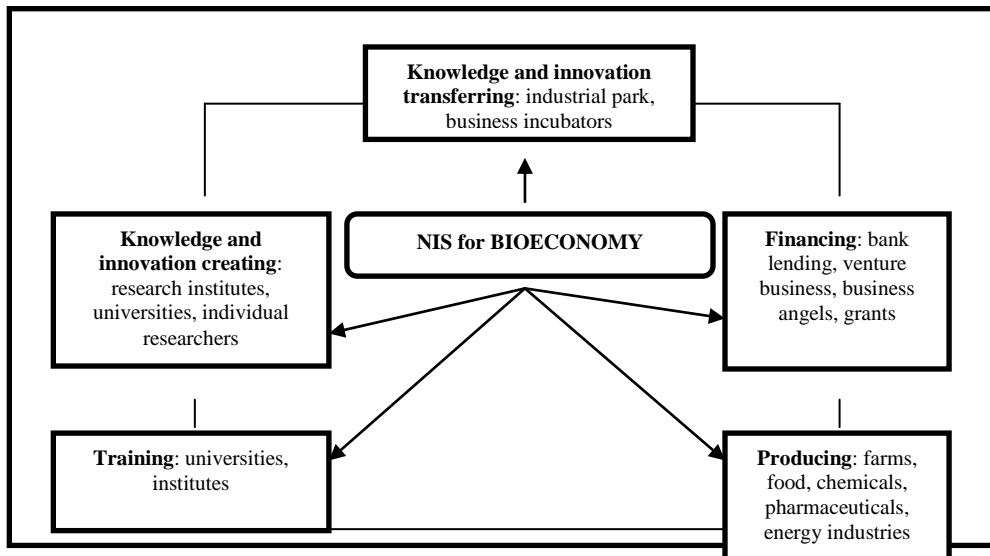 Knowledge and innovation
transferring: industrial park,
business incubators
Knowledge and
innovation creating:
research institutes,
universities, individual
researchers
NIS for BIOECONOMY
Financing: bank
lending, venture
business, business
angels, grants
Training: universities,
institutes
Producing: farms,
food, chemicals,
pharmaceuticals,
energy industries